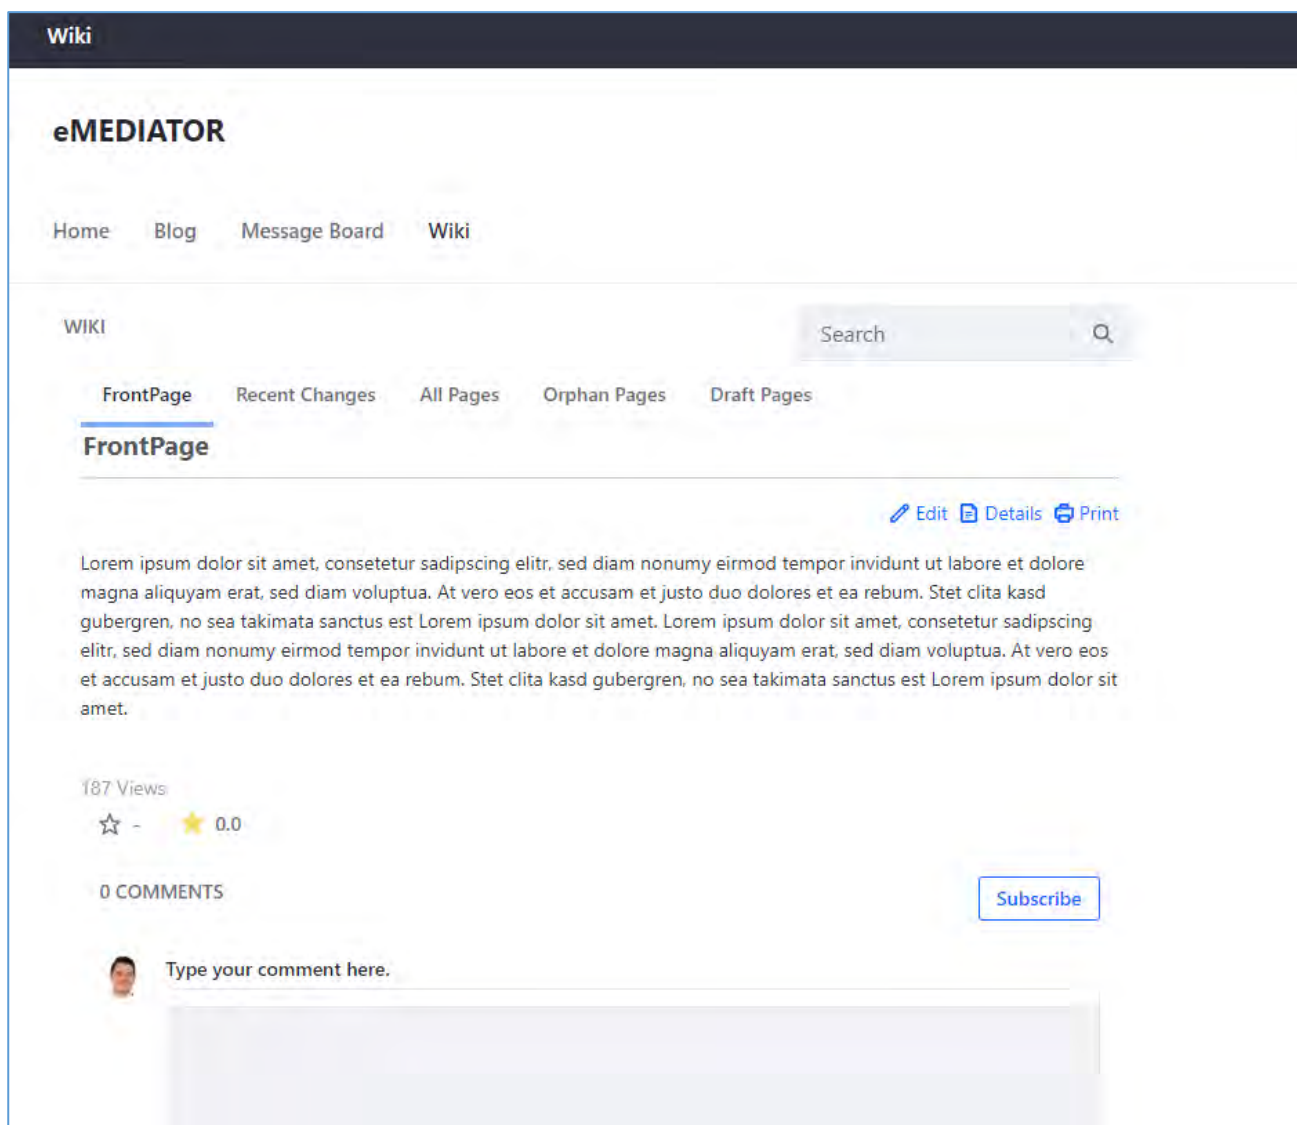 Wiki
eMEDIATOR
Home Blog Message Board Wiki
WIKI
Search
FrontPage Recent Changes All Pages Orphan Pages Draft Pages
FrontPage
Edit Details Print
Lorem ipsum dolor sit amet, consetetur sadipscing elitr, sed diam nonumy eirmod tempor invidunt ut labore et dolore
magna aliquyam erat, sed diam voluptua. At vero eos et accusam et justo duo dolores et ea rebum. Stet clita kasd
gubergren, no sea takimata sanctus est Lorem ipsum dolor sit amet. Lorem ipsum dolor sit amet, consetetur sadipscing
elitr, sed diam nonumy eirmod tempor invidunt ut labore et dolore magna aliquyam erat, sed diam voluptua. At vero eos
et accusam et justo duo dolores et ea rebum. Stet clita kasd gubergren, no sea takimata sanctus est Lorem ipsum dolor sit
amet.
187 Views
- 0.0
0 COMMENTS
Subscribe
Type your comment here.